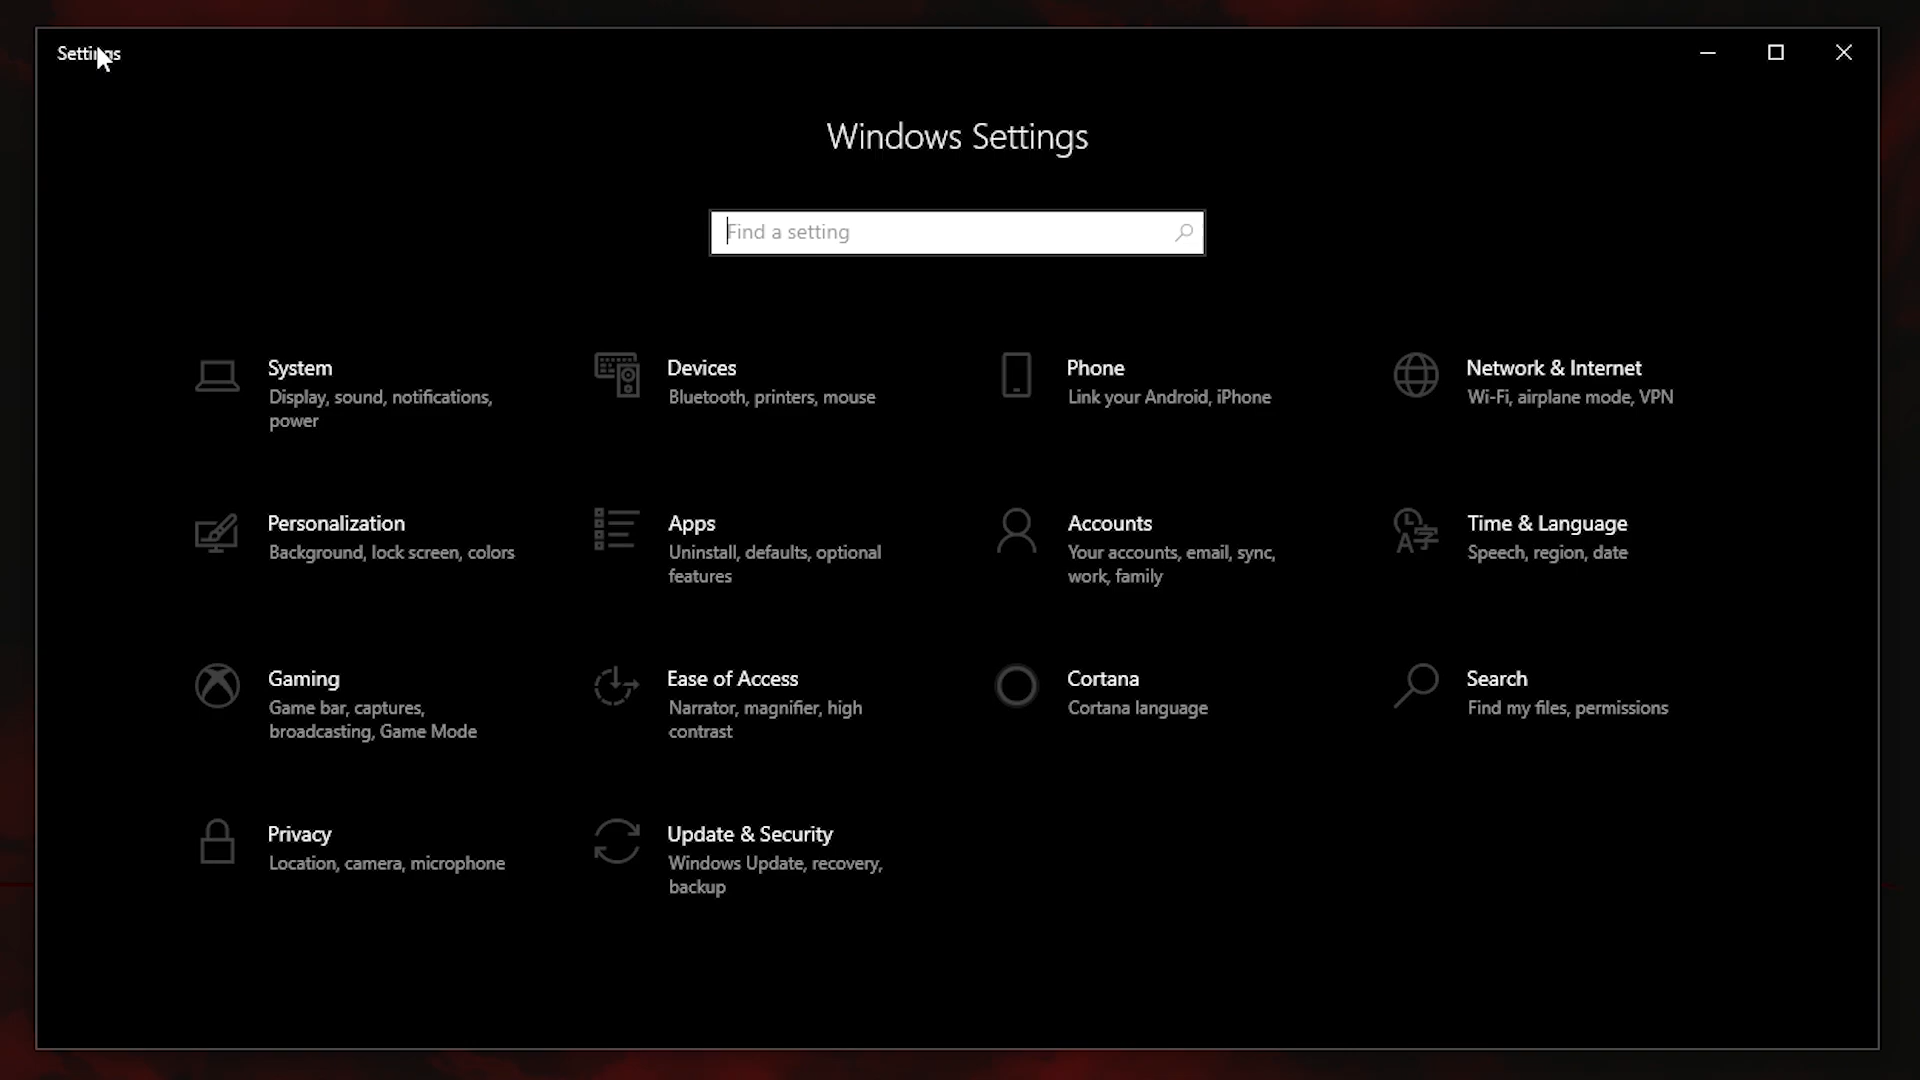 Settings
Windows Settings
Find a setting
System
Display, sound, notifications,
power
Devices
Bluetooth, printers, mouse
Phone
Link your Android, iPhone
Network & Internet
Wi-Fi, airplane mode, VPN
Personalization
Background, lock screen, colors
Apps
Uninstall, defaults, optional
features
Accounts
Your accounts, email, sync,
work, family
Time & Language
Speech, region, date
Gaming
Game bar, captures,
broadcasting, Game Mode
Ease of Access
Narrator, magnifier, high
contrast
Cortana
Cortana language
Search
Find my files, permissions
Privacy
Location, camera, microphone
Update & Security
Windows Update, recovery,
backup